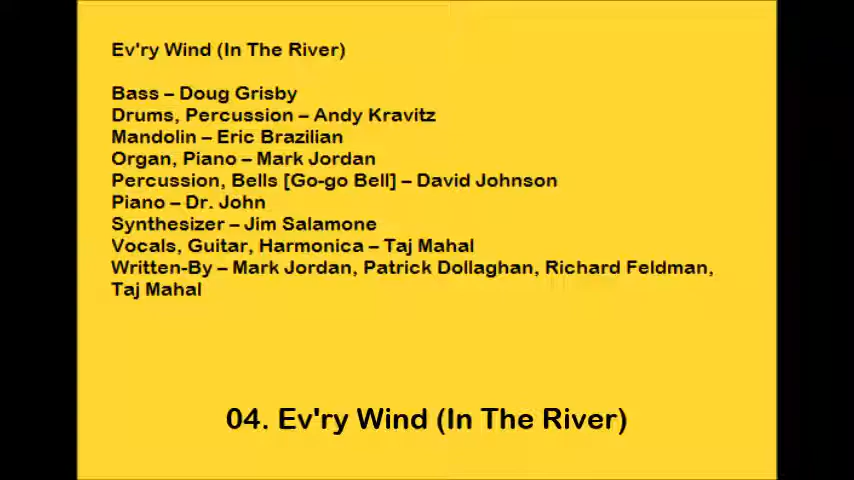 Ev'ry Wind (In The River)
Bass – Doug Grisby
Drums, Percussion – Andy Kravitz
Mandolin – Eric Brazilian
Organ, Piano – Mark Jordan
Percussion, Bells [Go-go Bell] – David Johnson
Piano – Dr. John
Synthesizer – Jim Salamone
Vocals, Guitar, Harmonica – Taj Mahal
Written-By – Mark Jordan, Patrick Dollaghan, Richard Feldman,
Taj Mahal
04. Ev'ry Wind (In The River)